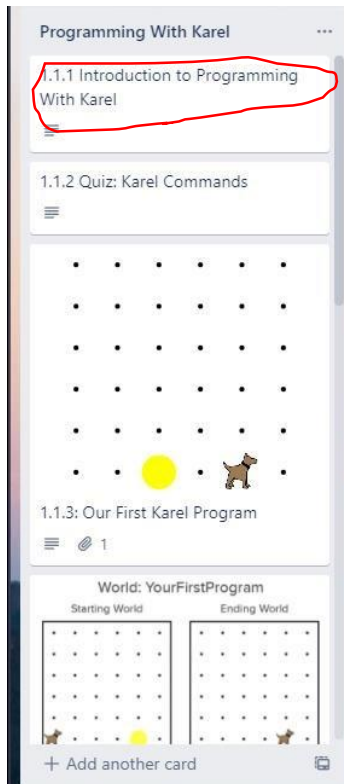 Programming With Karel
1.1.1 Introduction to Programming
With Karel
1.1.2 Quiz: Karel Commands
1.1.3: Our First Karel Program
1
World: YourFirstProgram
Starting World
Ending World
+ Add another card